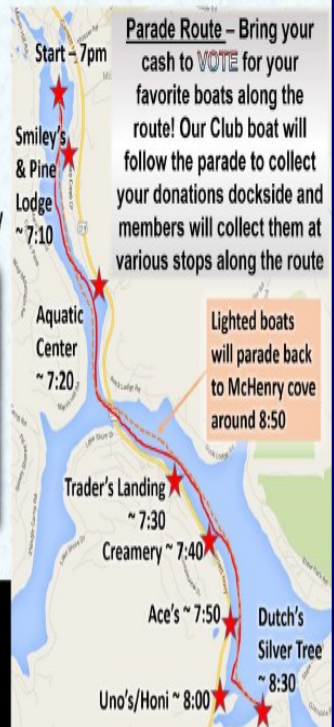 Parade Route – Bring your
cash to VOTE for your
favorite boats along the
route! Our Club boat will
follow the parade to collect
your donations dockside and
members will collect them at
various stops along the route
Start – 7pm
Smiley's
& Pine
Lodge
~ 7:10
Aquatic
Center
~ 7:20
Lighted boats
will parade back
to McHenry cove
around 8:50
Trader's Landing
~ 7:30
Creamery ~ 7:40
Ace's ~ 7:50
Dutch's
Silver Tree
~ 8:30
Uno's/Honi ~ 8:00